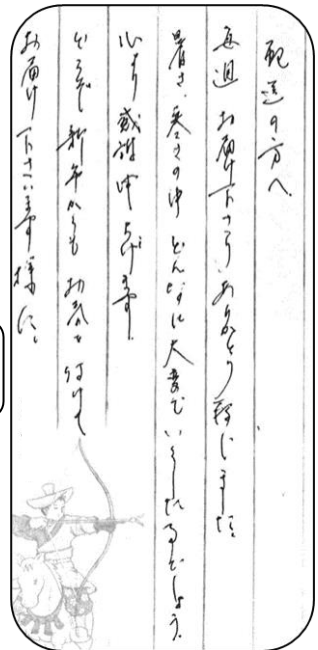 配送の方へ
毎週 お届け下さり、ありがとう存じました。
暑さ、寒さの中 どんなに大変でいらしたる事でしょう。
心より感謝申し上げます。
どうぞ 新年からも お気を付けて
お届け下さいます様に。